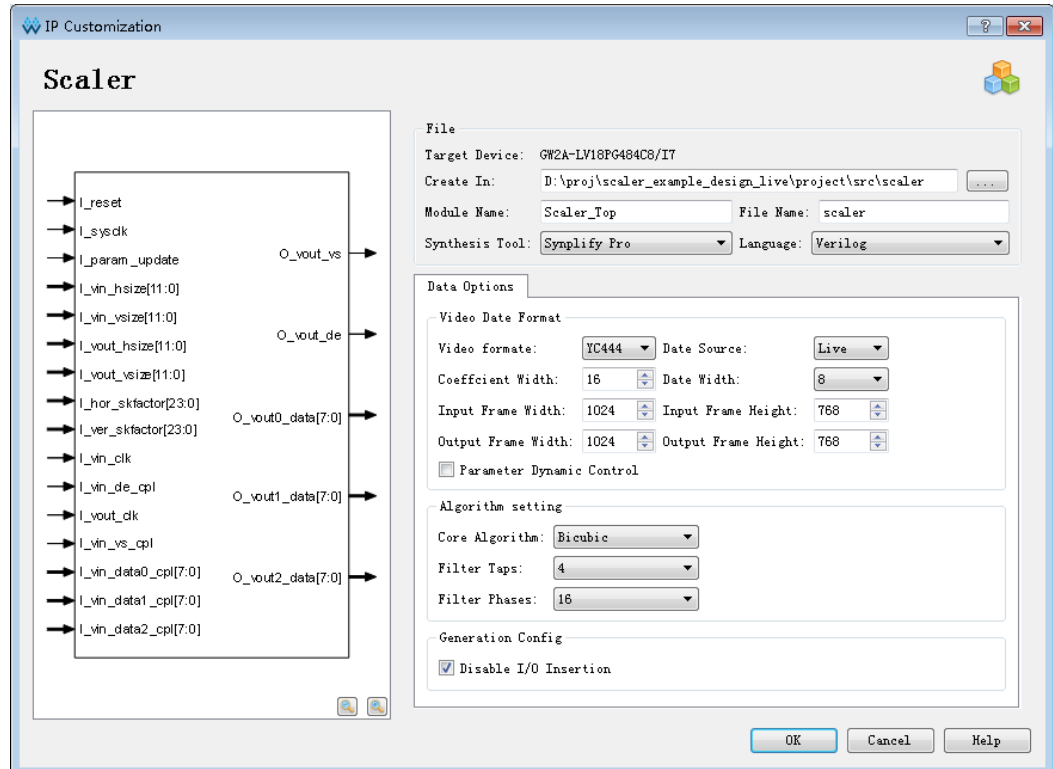 IP Customization
Scaler
I_reset
I_sysclk
I_param_update
I_vin_hsize[11:0]
I_vin_vsize[11:0]
I_vout_hsize[11:0]
I_vout_vsize[11:0]
I_hor_skfactor[23:0]
I_ver_skfactor[23:0]
I_vin_clk
I_vin_de_cpl
I_vout_clk
I_vin_vs_cpl
I_vin_data0_cpl[7:0]
I_vin_data1_cpl[7:0]
I_vin_data2_cpl[7:0]
O_vout_vs
O_vout_de
O_vout0_data[7:0]
O_vout1_data[7:0]
O_vout2_data[7:0]
File
Target Device: GW2A-LV18PG484C8/I7
Create In: D:\proj\scaler_example_design_live\project\src\scaler ...
Module Name: Scaler_Top File Name: scaler
Synthesis Tool: Synplify Pro Language: Verilog
Data Options
Video Date Format
Video formate: YC444 Date Source: Live
Coeffcient Width: 16 Date Width: 8
Input Frame Width: 1024 Input Frame Height: 768
Output Frame Width: 1024 Output Frame Height: 768
Parameter Dynamic Control
Algorithm setting
Core Algorithm: Bicubic
Filter Taps: 4
Filter Phases: 16
Generation Config
Disable I/O Insertion
OK Cancel Help